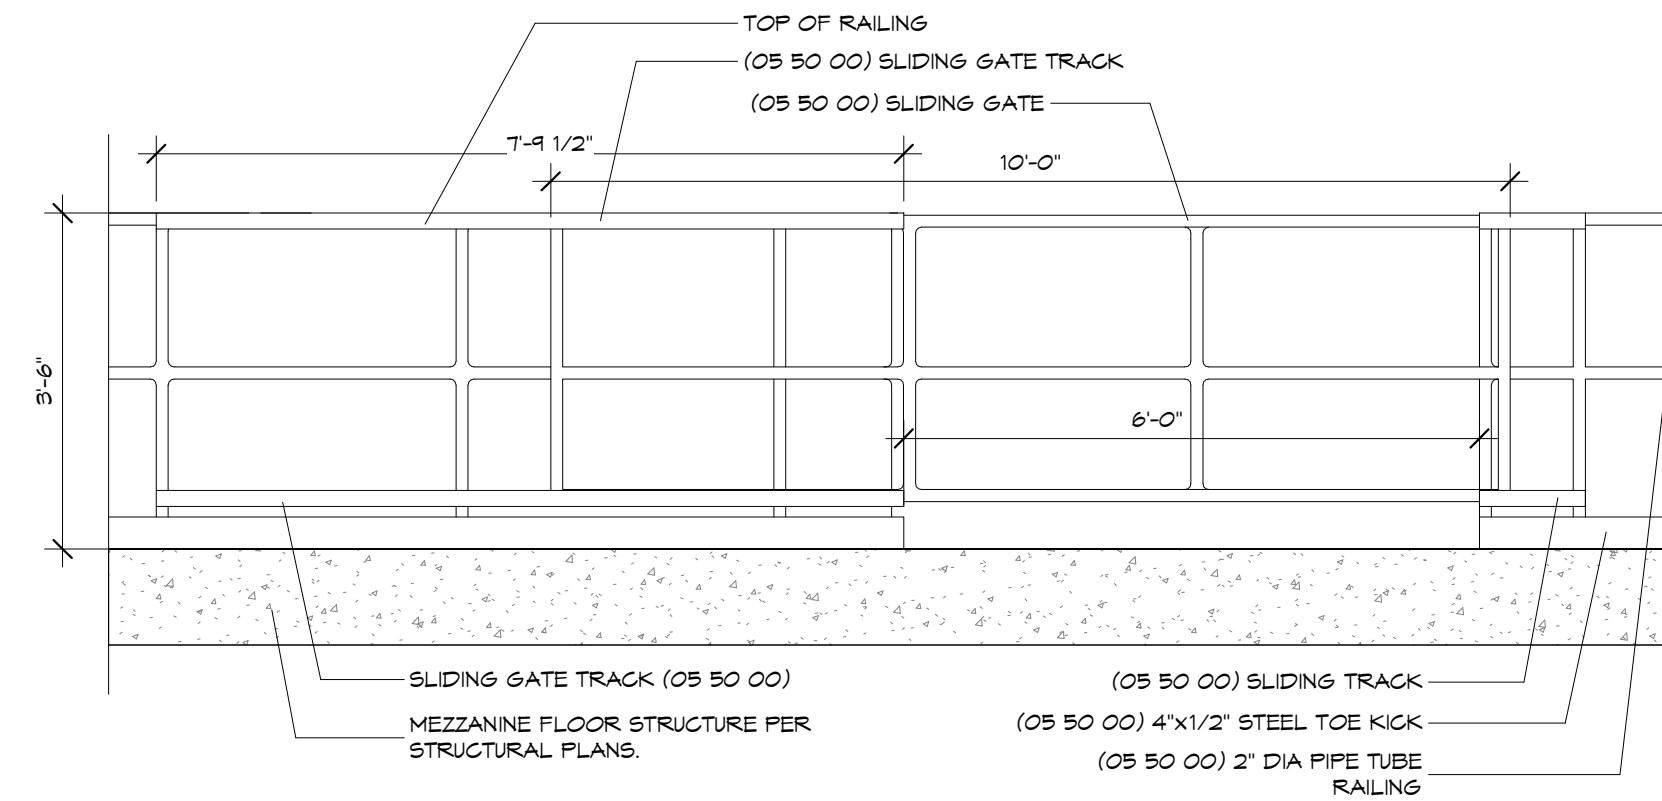 TOP OF RAILING
(05 50 00) SLIDING GATE TRACK
(05 50 00) SLIDING GATE
7'-9 1/2"
10'-0"
3'-6"
6'-0"
SLIDING GATE TRACK (05 50 00)
MEZZANINE FLOOR STRUCTURE PER
STRUCTURAL PLANS.
(05 50 00) SLIDING TRACK
(05 50 00) 4"x1/2" STEEL TOE KICK
(05 50 00) 2" DIA PIPE TUBE
RAILING